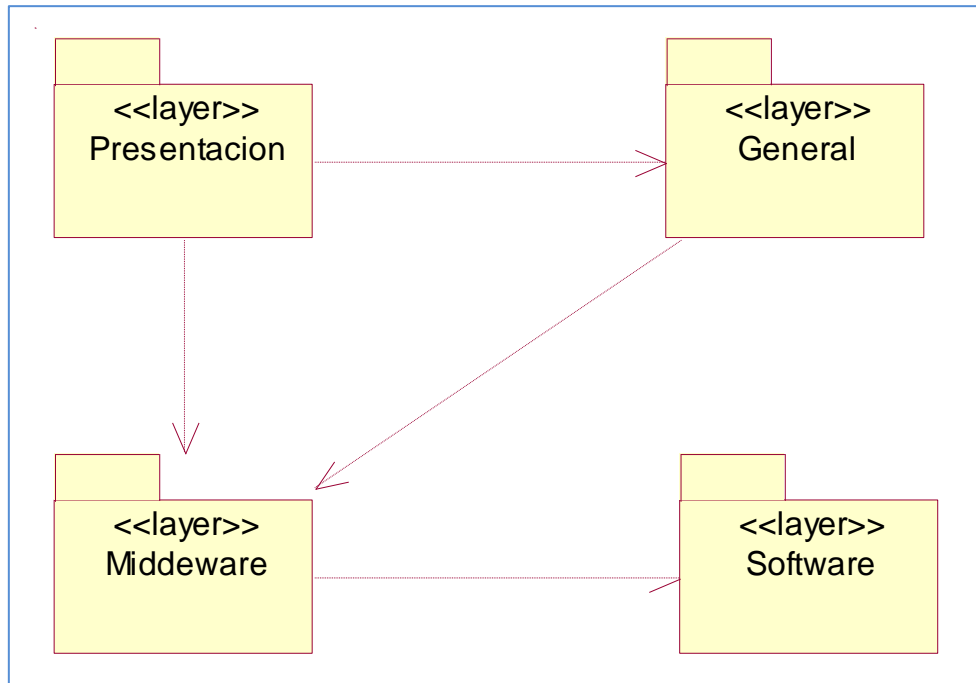 <<layer>>
Presentacion
<<layer>>
General
<<layer>>
Middeware
<<layer>>
Software